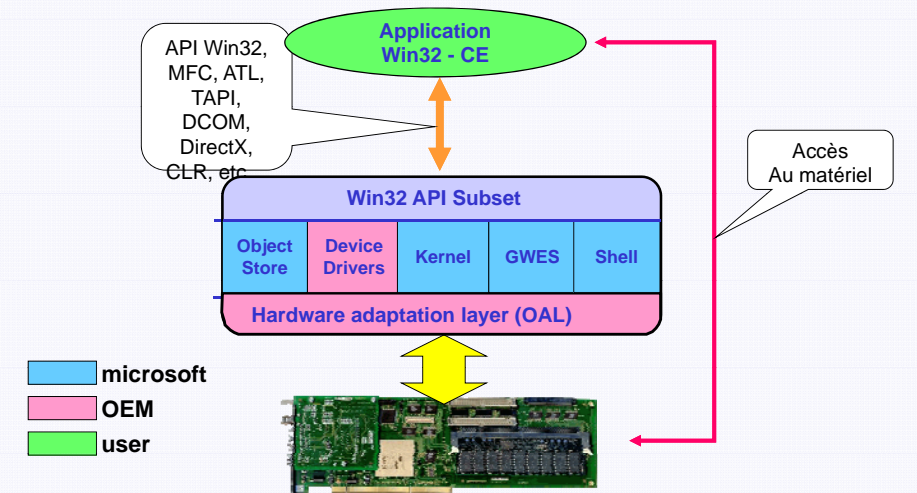 Application
Win32 - CE
API Win32,
MFC, ATL,
TAPI,
DCOM,
DirectX,
CLR, etc
Accès
Au matériel
Win32 API Subset
Object
Store
Device
Drivers
Kernel
GWES
Shell
Hardware adaptation layer (OAL)
microsoft
OEM
user